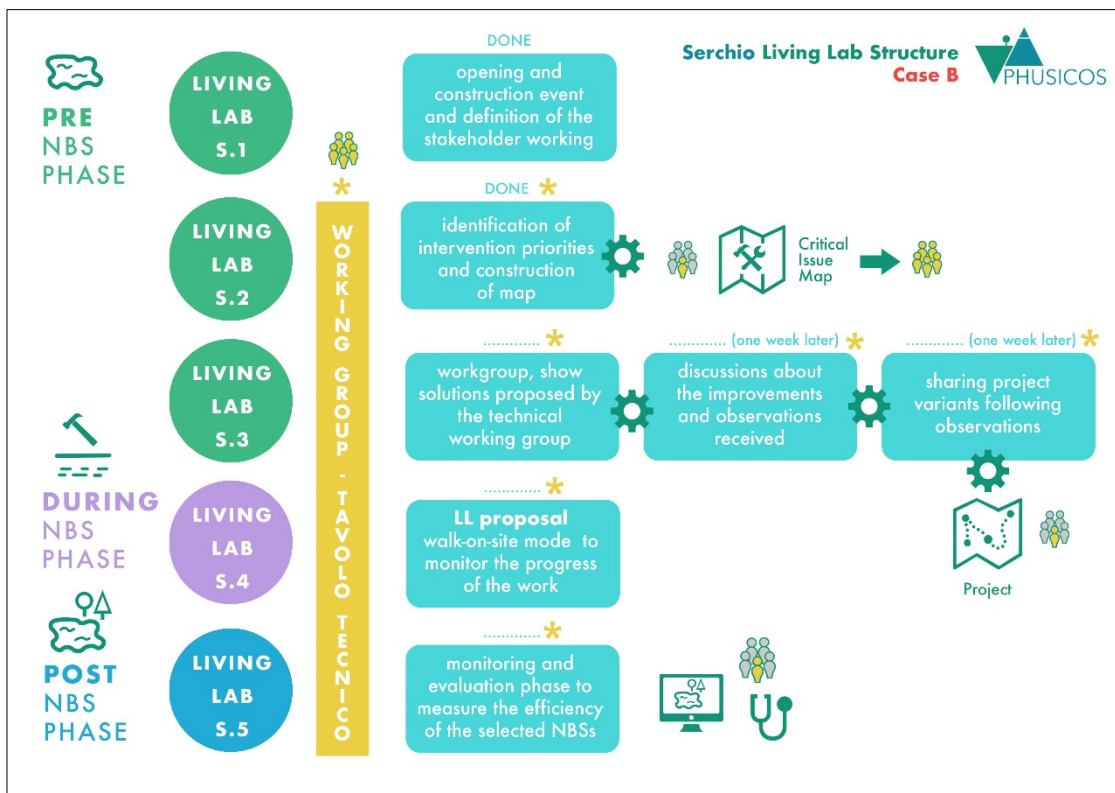 Serchio Living Lab Structure
Case B
PHUSICOS
PRE
NBS
PHASE
LIVING
LAB
S.1
DONE
opening and
construction event
and definition of the
stakeholder working
WORKING GROUP - TAVOLO TECNICO
*
LIVING
LAB
S.2
DONE *
identification of
intervention priorities
and construction
of map
Critical
Issue
Map
LIVING
LAB
S.3
............. *
workgroup, show
solutions proposed by
the technical
working group
............. (one week later) *
discussions about
the improvements
and observations
received
............. (one week later) *
sharing project
variants following
observations
Project
DURING
NBS
PHASE
LIVING
LAB
S.4
............. *
LL proposal
walk-on-site mode to
monitor the progress
of the work
POST
NBS
PHASE
LIVING
LAB
S.5
............. *
monitoring and
evaluation phase to
measure the efficiency
of the selected NBSs